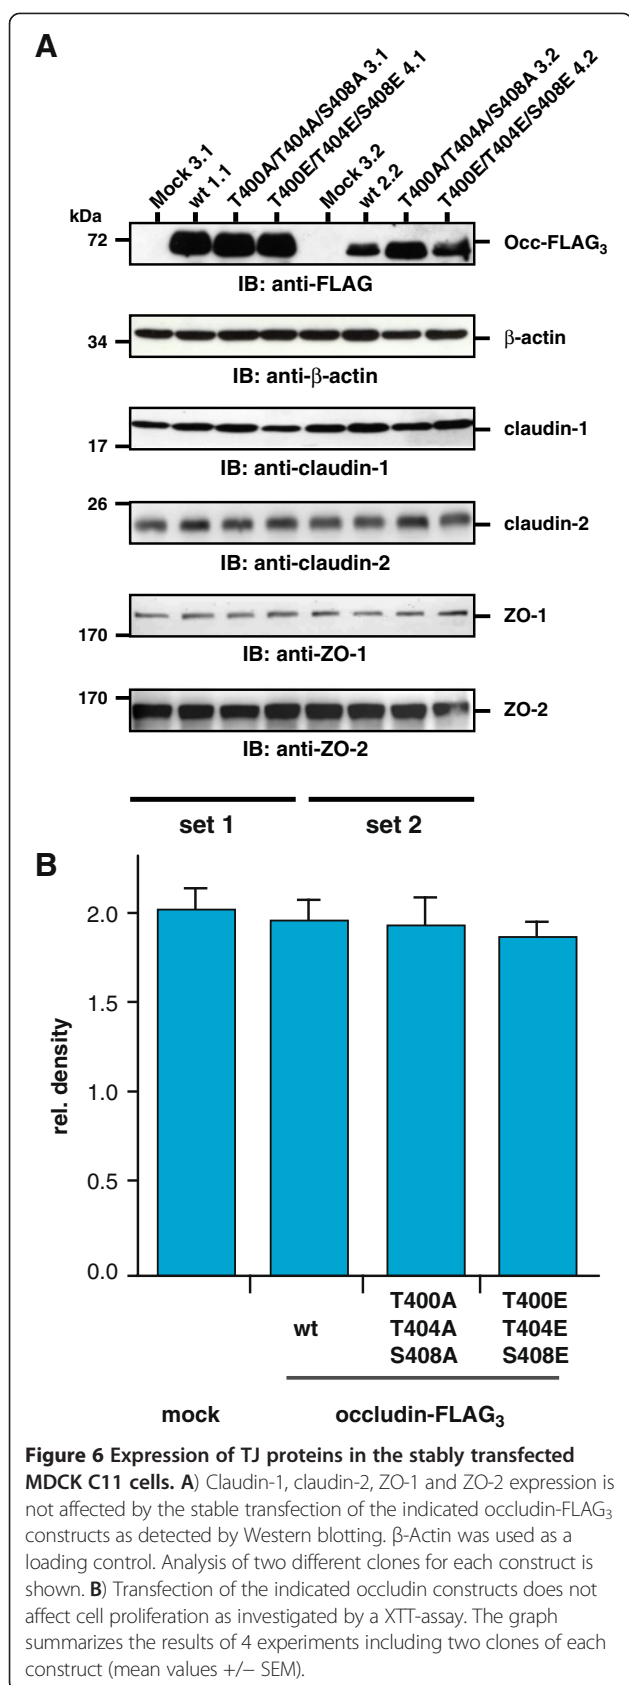 A
Mock 3.1
wt 1.1
T400A/T404A/S408A 3.1
T400E/T404E/S408E 4.1
Mock 3.2
wt 2.2
T400A/T404A/S408A 3.2
T400E/T404E/S408E 4.2
kDa
72
Occ-FLAG₃
IB: anti-FLAG
34
β-actin
IB: anti-β-actin
claudin-1
17
IB: anti-claudin-1
26
claudin-2
IB: anti-claudin-2
ZO-1
170
IB: anti-ZO-1
170
ZO-2
IB: anti-ZO-2
set 1 set 2
B
rel. density
2.0
1.5
1.0
0.5
0.0
wt
T400A
T404A
S408A
T400E
T404E
S408E
mock occludin-FLAG₃
Figure 6 Expression of TJ proteins in the stably transfected
MDCK C11 cells. A) Claudin-1, claudin-2, ZO-1 and ZO-2 expression is
not affected by the stable transfection of the indicated occludin-FLAG₃
constructs as detected by Western blotting. β-Actin was used as a
loading control. Analysis of two different clones for each construct is
shown. B) Transfection of the indicated occludin constructs does not
affect cell proliferation as investigated by a XTT-assay. The graph
summarizes the results of 4 experiments including two clones of each
construct (mean values +/− SEM).